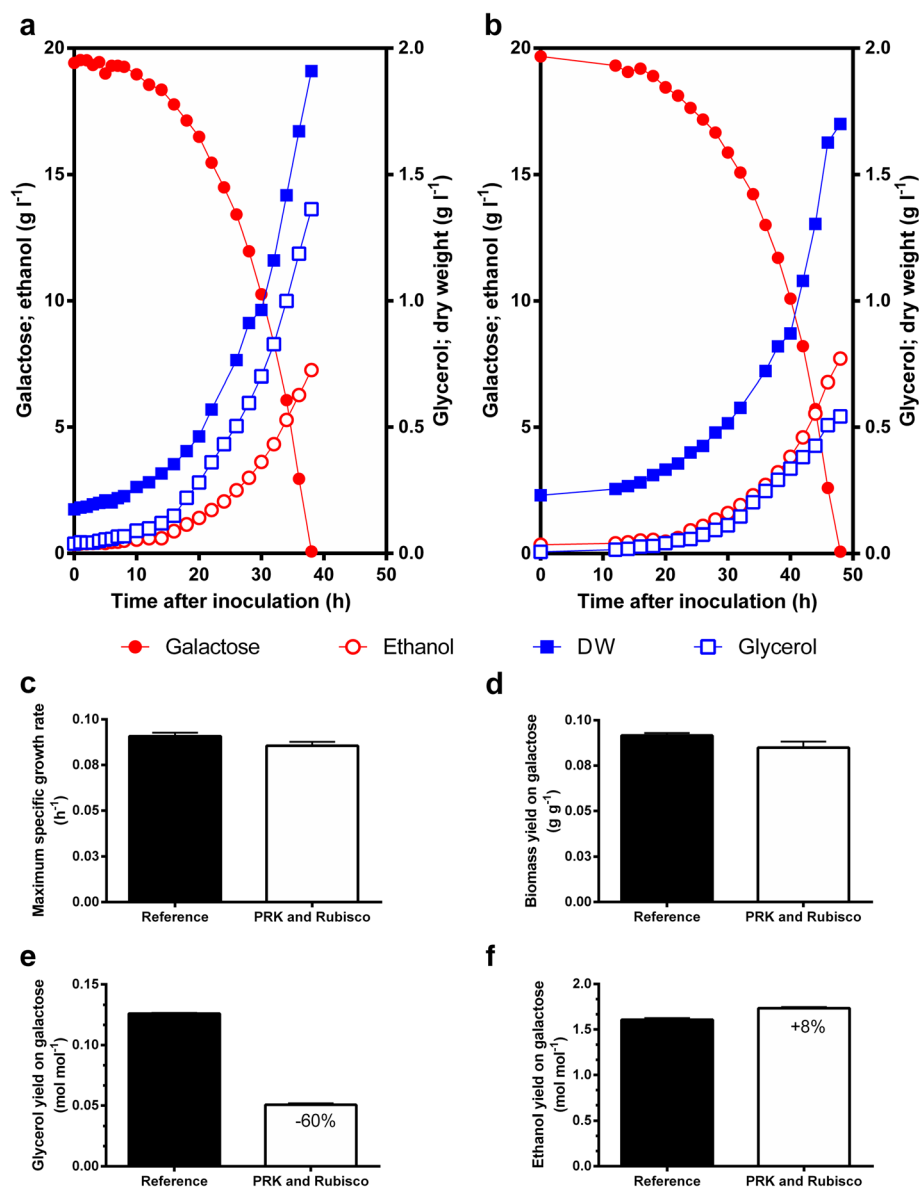 a
b
20
15
10
5
0
Galactose; ethanol (g l⁻¹)
2.0
1.5
1.0
0.5
0.0
Glycerol; dry weight (g l⁻¹)
0 10 20 30 40 50
Time after inoculation (h)
20
15
10
5
0
Galactose; ethanol (g l⁻¹)
2.0
1.5
1.0
0.5
0.0
Glycerol; dry weight (g l⁻¹)
0 10 20 30 40 50
Time after inoculation (h)
Galactose Ethanol DW Glycerol
c
Maximum specific growth rate
(h⁻¹)
0.10
0.08
0.05
0.03
0.00
Reference PRK and Rubisco
d
Biomass yield on galactose
(g g⁻¹)
0.10
0.08
0.05
0.03
0.00
Reference PRK and Rubisco
e
Glycerol yield on galactose
(mol mol⁻¹)
0.15
0.10
0.05
0.00
-60%
Reference PRK and Rubisco
f
Ethanol yield on galactose
(mol mol⁻¹)
2.0
1.5
1.0
0.5
0.0
+8%
Reference PRK and Rubisco